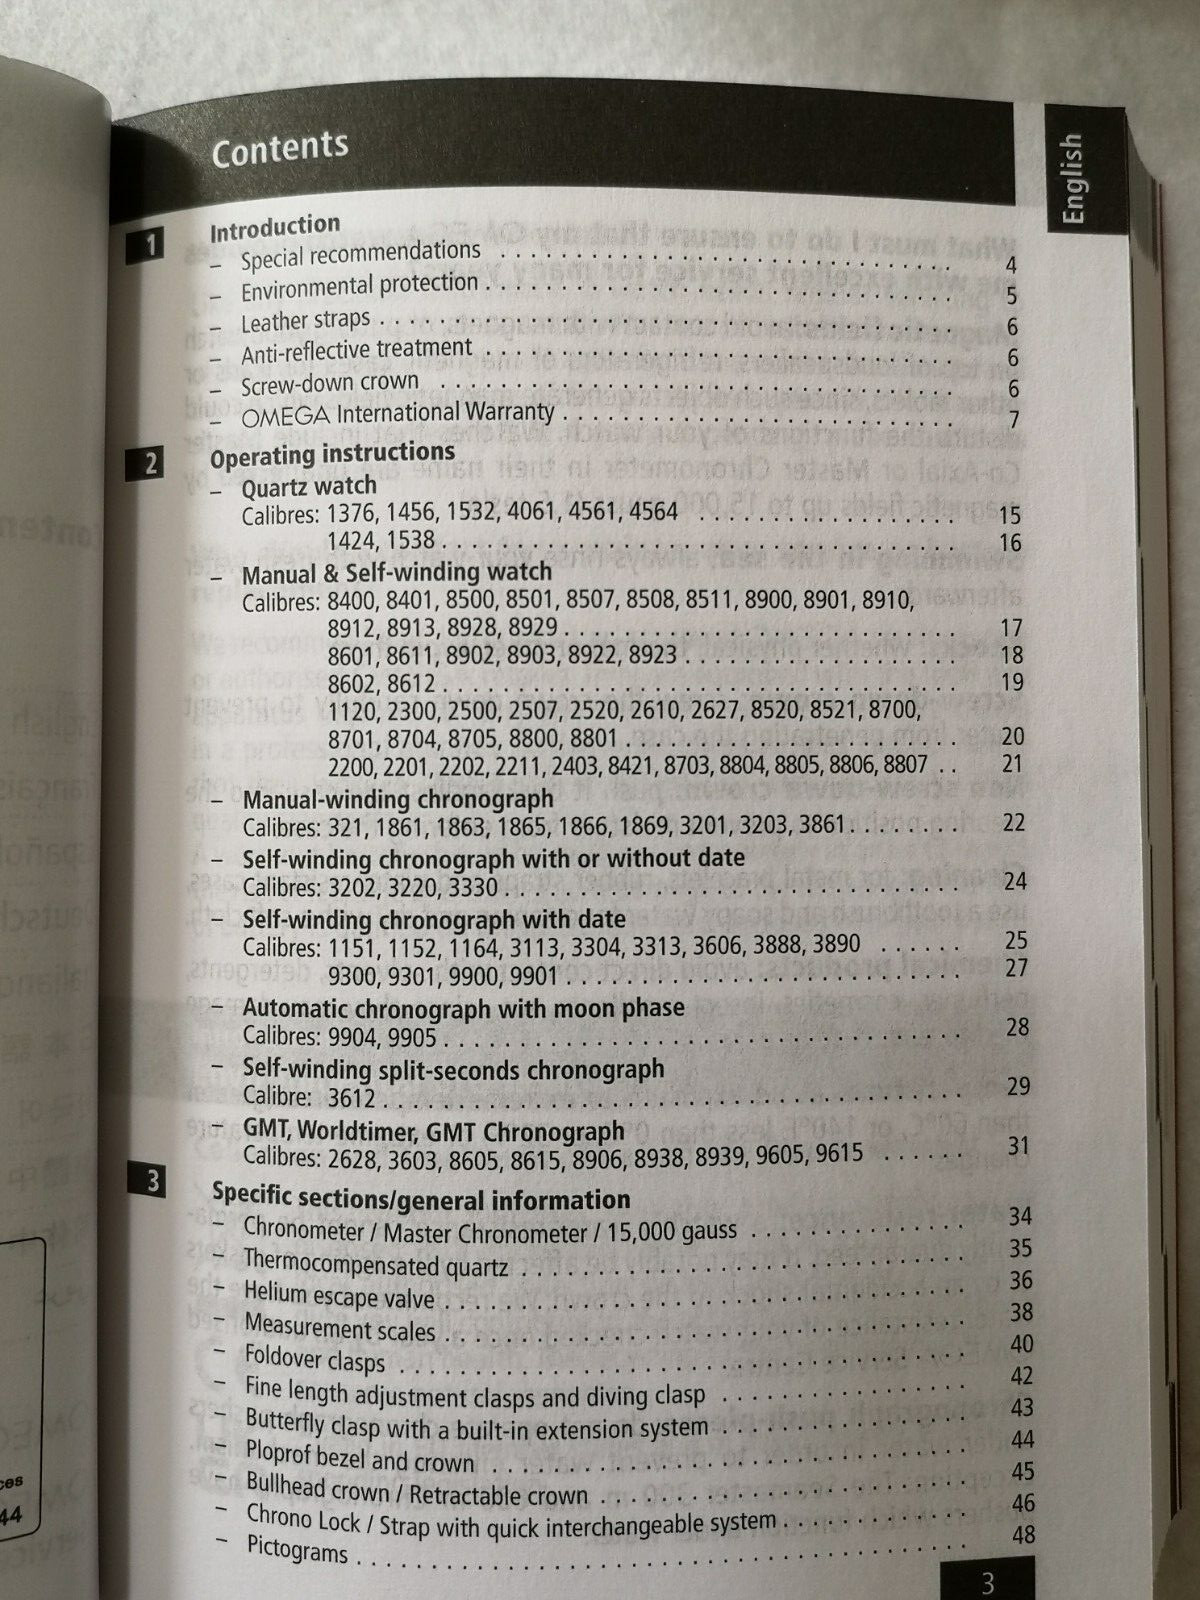 Contents
English
1 Introduction
– Special recommendations . . . . . . . . . . . . . . . . . . . . . . . . . . . . . . 4
– Environmental protection . . . . . . . . . . . . . . . . . . . . . . . . . . . . . . 5
– Leather straps . . . . . . . . . . . . . . . . . . . . . . . . . . . . . . . . . . . . . . 6
– Anti-reflective treatment . . . . . . . . . . . . . . . . . . . . . . . . . . . . . . 6
– Screw-down crown . . . . . . . . . . . . . . . . . . . . . . . . . . . . . . . . . 6
– OMEGA International Warranty . . . . . . . . . . . . . . . . . . . . . . . . . 7
2 Operating instructions
– Quartz watch
Calibres: 1376, 1456, 1532, 4061, 4561, 4564 . . . . . . . . . . . . . . . . . 15
1424, 1538 . . . . . . . . . . . . . . . . . . . . . . . . . . . . . . . . . 16
– Manual & Self-winding watch
Calibres: 8400, 8401, 8500, 8501, 8507, 8508, 8511, 8900, 8901, 8910,
8912, 8913, 8928, 8929 . . . . . . . . . . . . . . . . . . . . . . . . . 17
8601, 8611, 8902, 8903, 8922, 8923 . . . . . . . . . . . . . . . . . . 18
8602, 8612 . . . . . . . . . . . . . . . . . . . . . . . . . . . . . . . . . 19
1120, 2300, 2500, 2507, 2520, 2610, 2627, 8520, 8521, 8700,
8701, 8704, 8705, 8800, 8801 . . . . . . . . . . . . . . . . . . . . . 20
2200, 2201, 2202, 2211, 2403, 8421, 8703, 8804, 8805, 8806, 8807 . . 21
– Manual-winding chronograph
Calibres: 321, 1861, 1863, 1865, 1866, 1869, 3201, 3203, 3861 . . . . . . . . 22
– Self-winding chronograph with or without date
Calibres: 3202, 3220, 3330 . . . . . . . . . . . . . . . . . . . . . . . . . . . . . 24
– Self-winding chronograph with date
Calibres: 1151, 1152, 1164, 3113, 3304, 3313, 3606, 3888, 3890 . . . . . . 25
9300, 9301, 9900, 9901 . . . . . . . . . . . . . . . . . . . . . . . . . 27
– Automatic chronograph with moon phase
Calibres: 9904, 9905 . . . . . . . . . . . . . . . . . . . . . . . . . . . . . . . . . 28
– Self-winding split-seconds chronograph
Calibre: 3612 . . . . . . . . . . . . . . . . . . . . . . . . . . . . . . . . . . . . . 29
– GMT, Worldtimer, GMT Chronograph
Calibres: 2628, 3603, 8605, 8615, 8906, 8938, 8939, 9605, 9615 . . . . . . 31
3 Specific sections/general information
– Chronometer / Master Chronometer / 15,000 gauss . . . . . . . . . . . . . . 34
– Thermocompensated quartz . . . . . . . . . . . . . . . . . . . . . . . . . . . . 35
– Helium escape valve . . . . . . . . . . . . . . . . . . . . . . . . . . . . . . . . . 36
– Measurement scales . . . . . . . . . . . . . . . . . . . . . . . . . . . . . . . . . 38
– Foldover clasps . . . . . . . . . . . . . . . . . . . . . . . . . . . . . . . . . . . . 40
– Fine length adjustment clasps and diving clasp . . . . . . . . . . . . . . . . 42
– Butterfly clasp with a built-in extension system . . . . . . . . . . . . . . . . 43
– Ploprof bezel and crown . . . . . . . . . . . . . . . . . . . . . . . . . . . . . . 44
– Bullhead crown / Retractable crown . . . . . . . . . . . . . . . . . . . . . . . 45
– Chrono Lock / Strap with quick interchangeable system . . . . . . . . . . . . 46
– Pictograms . . . . . . . . . . . . . . . . . . . . . . . . . . . . . . . . . . . . . . . 48
3
44